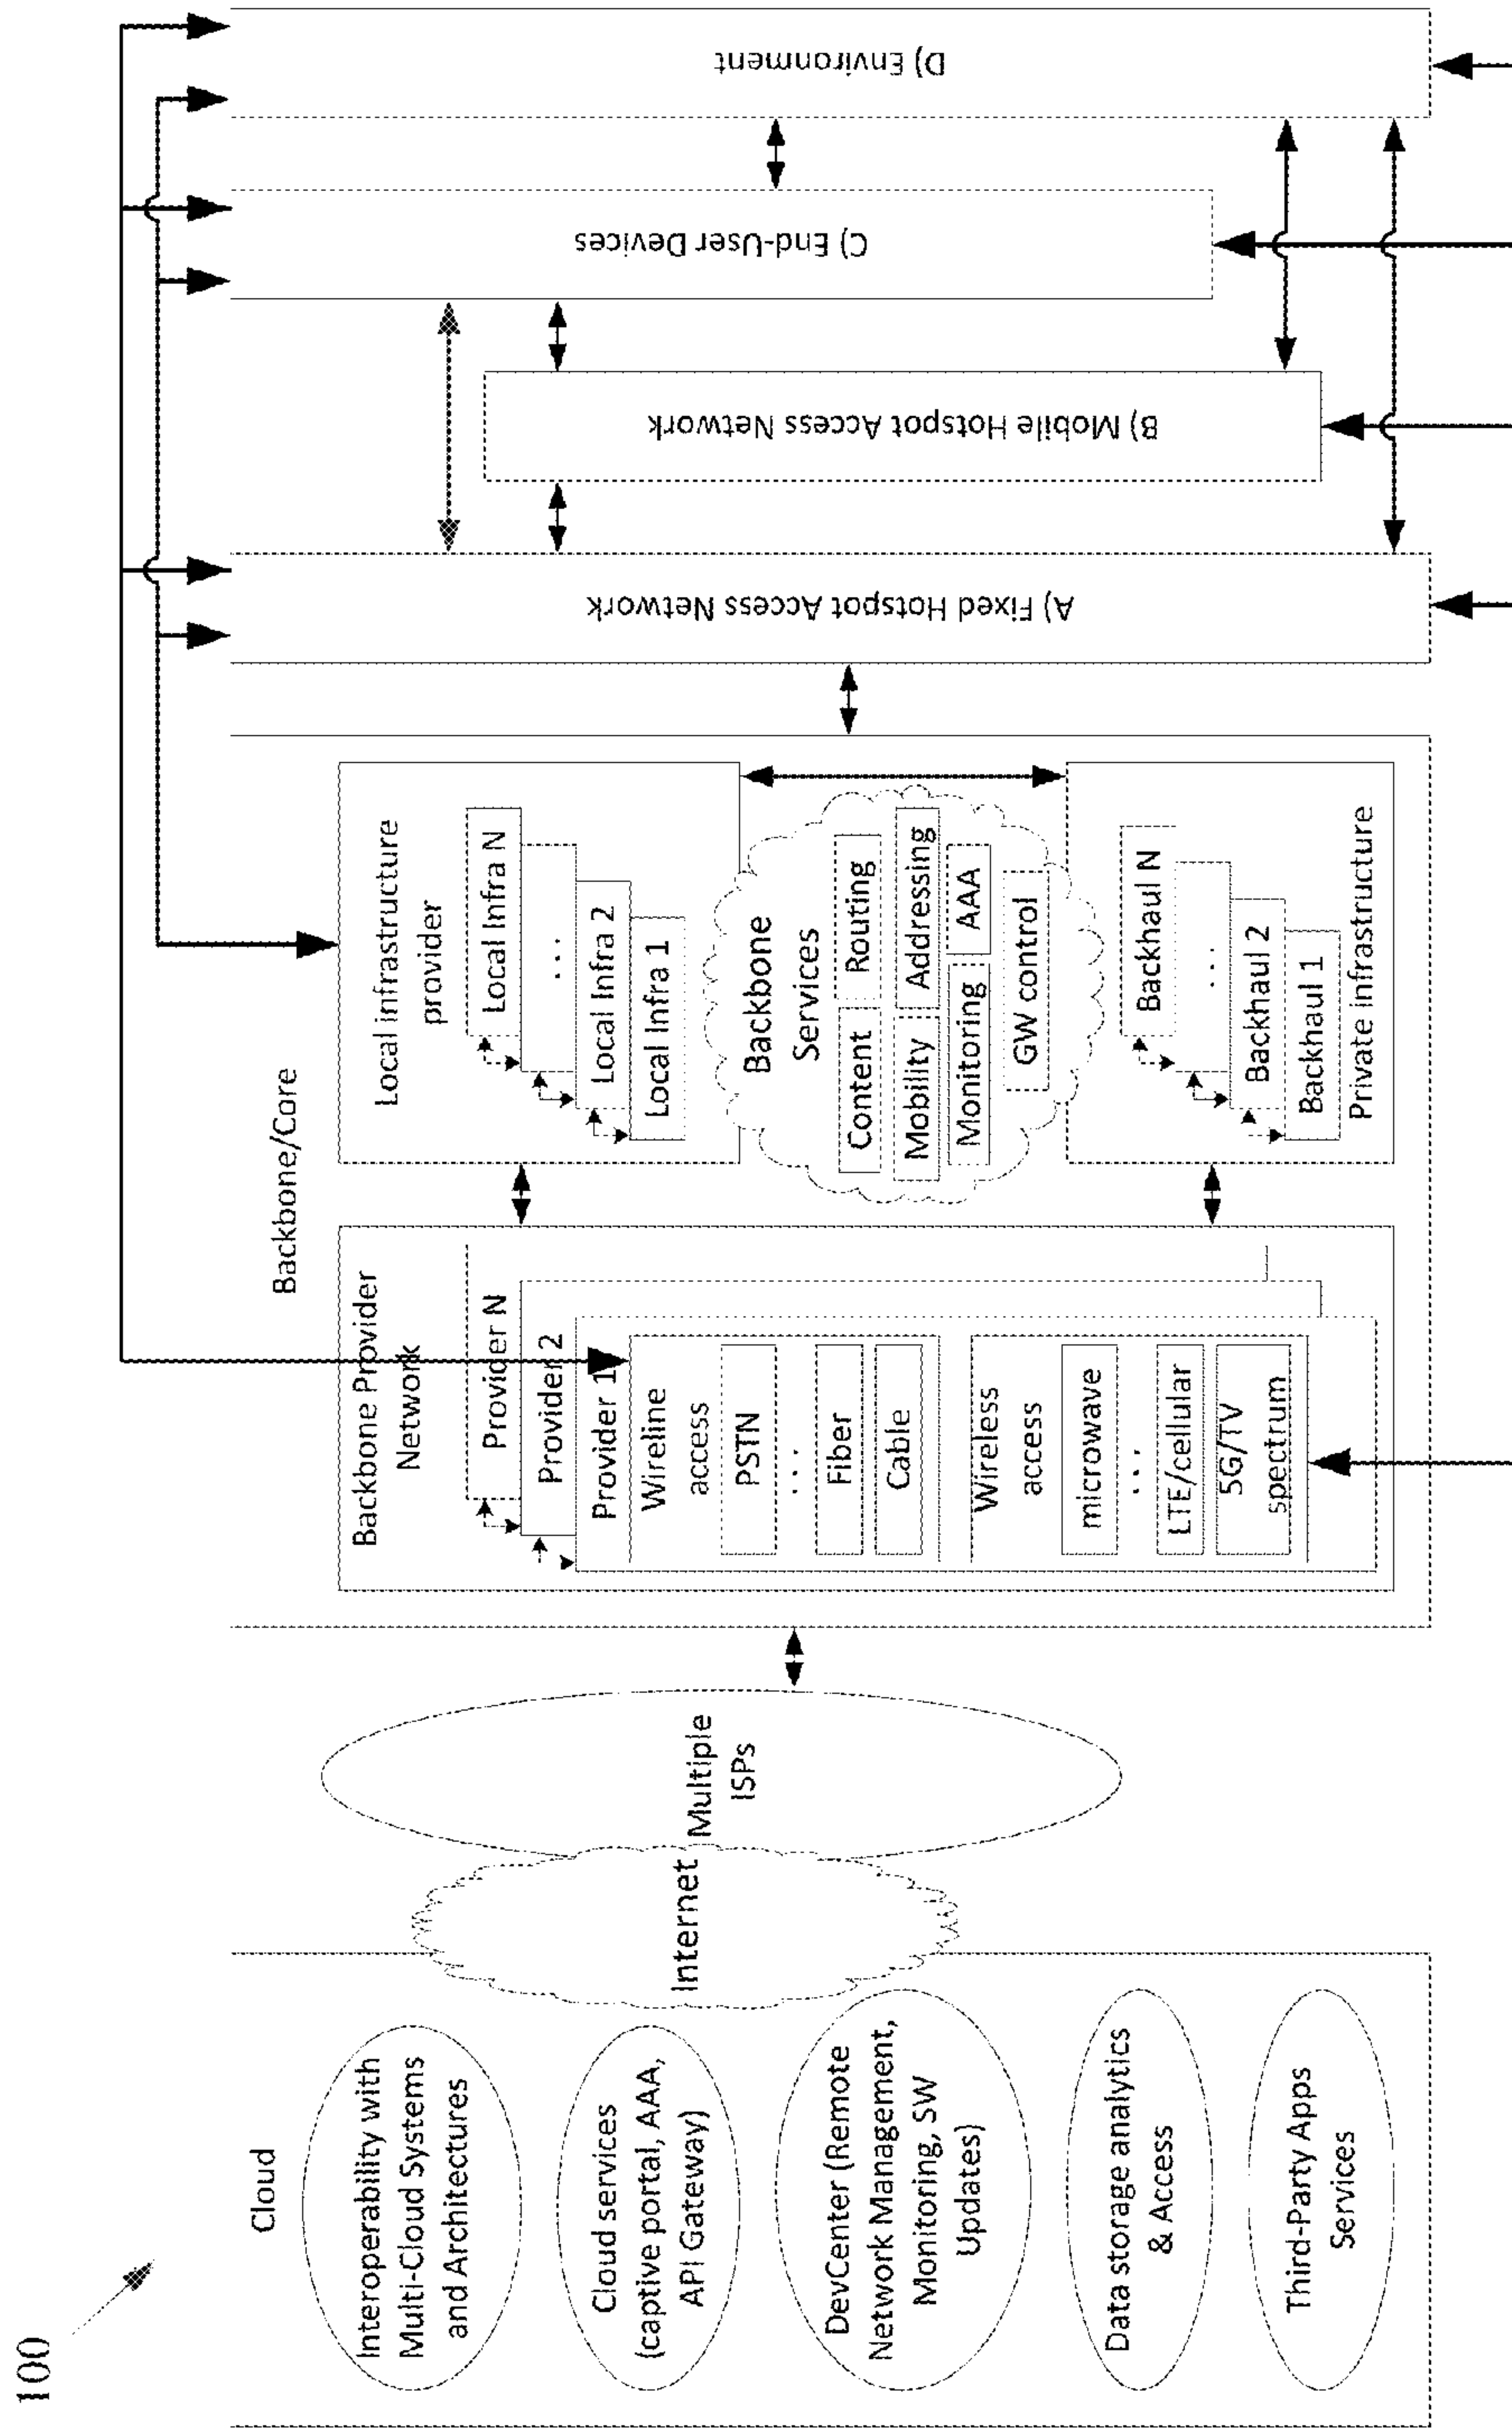 100
Cloud
Interoperability with
Multi-Cloud Systems
and Architectures
Cloud services
(captive portal, AAA,
API Gateway)
DevCenter (Remote
Network Management,
Monitoring, SW
Updates)
Data storage analytics
& Access
Third-Party Apps
Services
Internet
Multiple
ISPs
Backbone/Core
Backbone Provider
Network
Provider N
Provider 2
Provider 1
Wireline
access
PSTN
...
Fiber
Cable
Wireless
access
microwave
...
LTE/cellular
5G/TV
spectrum
Local infrastructure
provider
Local Infra N
...
Local Infra 2
Local Infra 1
Backbone
Services
Content
Routing
Mobility
Addressing
Monitoring
AAA
GW control
Backhaul N
...
Backhaul 2
Backhaul 1
Private infrastructure
A) Fixed Hotspot Access Network
B) Mobile Hotspot Access Network
C) End-User Devices
D) Environment